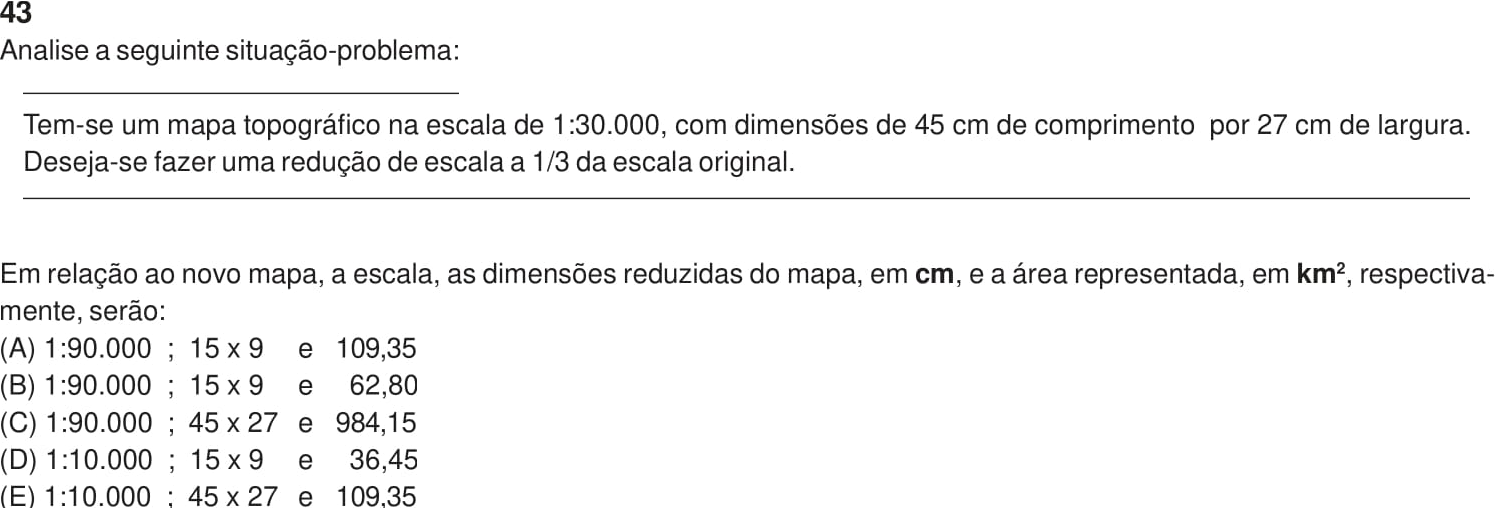 43
Analise a seguinte situação-problema:
Tem-se um mapa topográfico na escala de 1:30.000, com dimensões de 45 cm de comprimento por 27 cm de largura.
Deseja-se fazer uma redução de escala a 1/3 da escala original.
Em relação ao novo mapa, a escala, as dimensões reduzidas do mapa, em cm, e a área representada, em km², respectiva-
mente, serão:
(A) 1:90.000 ; 15 x 9 e 109,35
(B) 1:90.000 ; 15 x 9 e 62,80
(C) 1:90.000 ; 45 x 27 e 984,15
(D) 1:10.000 ; 15 x 9 e 36,45
(E) 1:10.000 ; 45 x 27 e 109,35